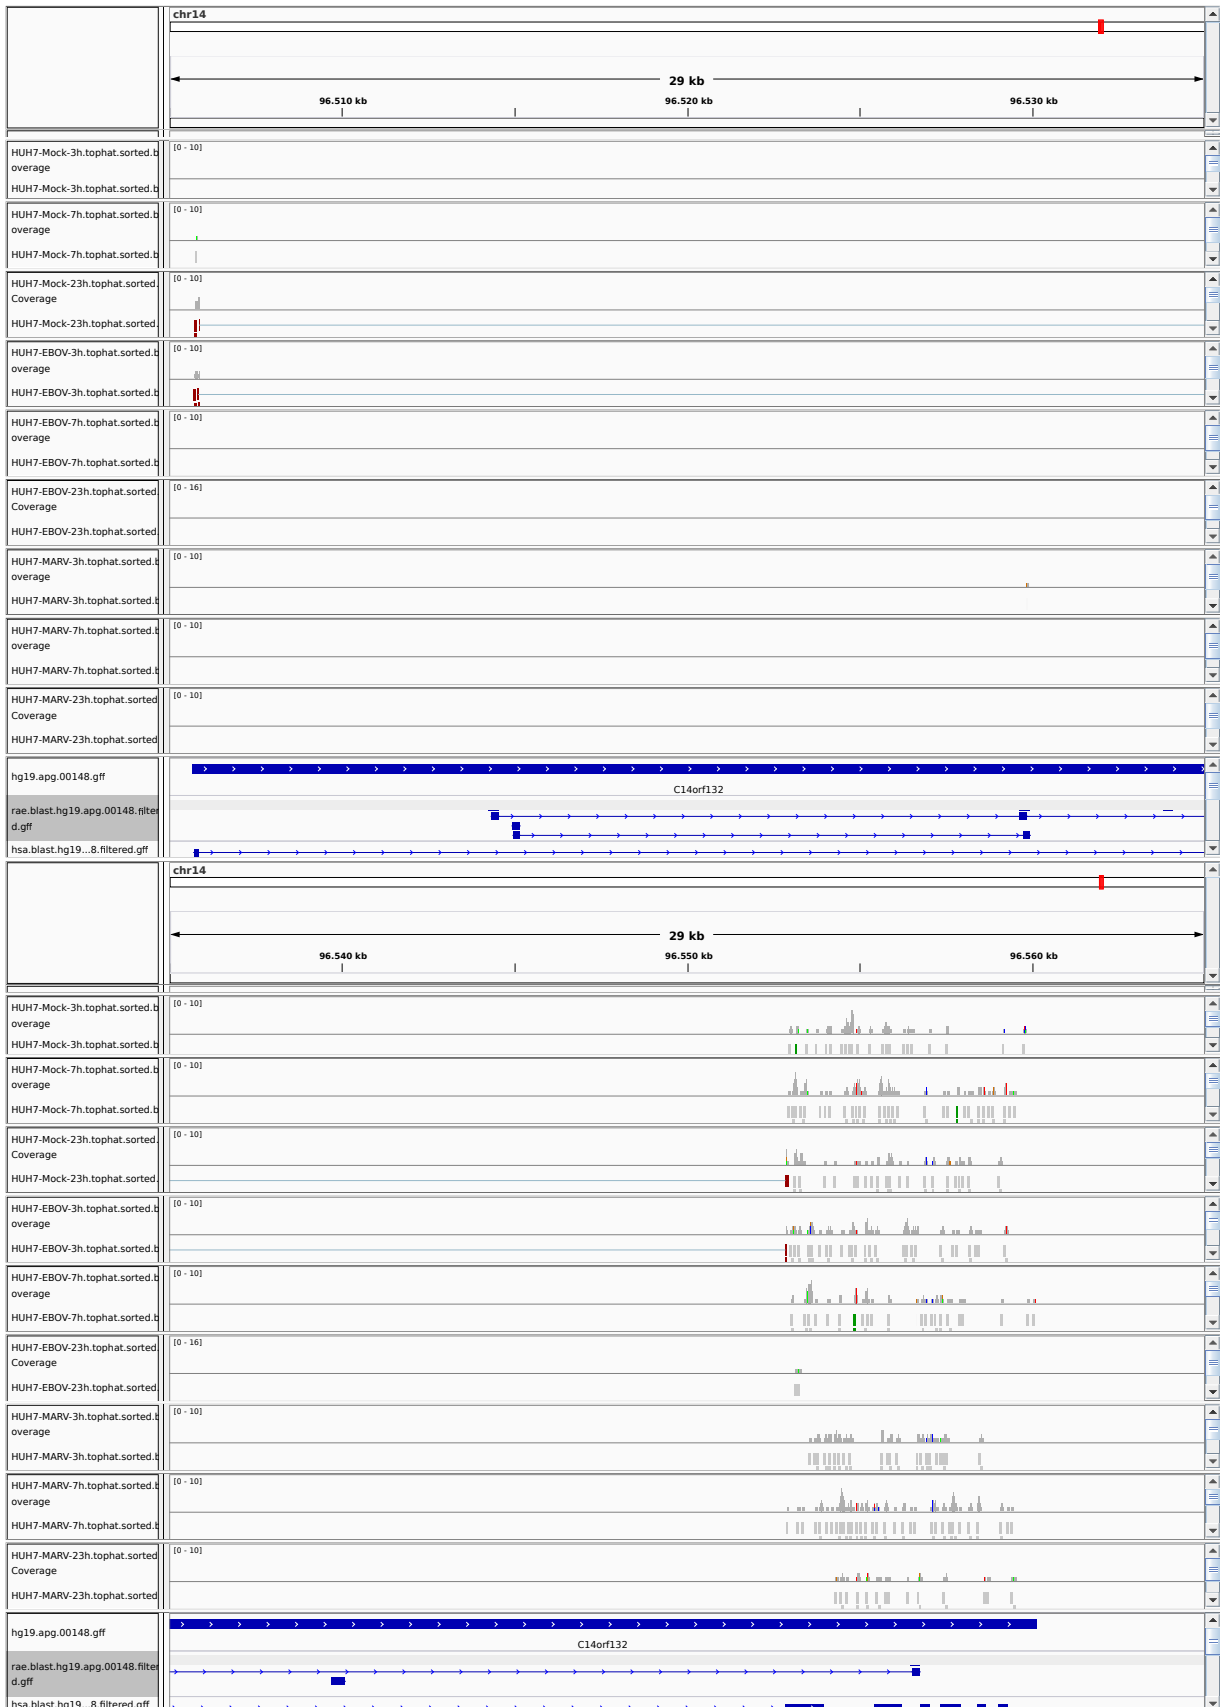 chr14
29 kb
96.510 kb 96.520 kb 96.530 kb
HUH7-Mock-3h.tophat.sorted.b
[0 - 10]
overage
HUH7-Mock-3h.tophat.sorted.b
HUH7-Mock-7h.tophat.sorted.b
[0 - 10]
overage
HUH7-Mock-7h.tophat.sorted.b
HUH7-Mock-23h.tophat.sorted.
[0 - 10]
Coverage
HUH7-Mock-23h.tophat.sorted.
HUH7-EBOV-3h.tophat.sorted.b
[0 - 10]
overage
HUH7-EBOV-3h.tophat.sorted.b
HUH7-EBOV-7h.tophat.sorted.b
[0 - 10]
overage
HUH7-EBOV-7h.tophat.sorted.b
HUH7-EBOV-23h.tophat.sorted.
[0 - 16]
Coverage
HUH7-EBOV-23h.tophat.sorted.
HUH7-MARV-3h.tophat.sorted.b
[0 - 10]
overage
HUH7-MARV-3h.tophat.sorted.b
HUH7-MARV-7h.tophat.sorted.b
[0 - 10]
overage
HUH7-MARV-7h.tophat.sorted.b
HUH7-MARV-23h.tophat.sorted
[0 - 10]
Coverage
HUH7-MARV-23h.tophat.sorted
hg19.apg.00148.gff
C14orf132
rae.blast.hg19.apg.00148.filter
d.gff
hsa.blast.hg19...8.filtered.gff
chr14
29 kb
96.540 kb 96.550 kb 96.560 kb
HUH7-Mock-3h.tophat.sorted.b
[0 - 10]
overage
HUH7-Mock-3h.tophat.sorted.b
HUH7-Mock-7h.tophat.sorted.b
[0 - 10]
overage
HUH7-Mock-7h.tophat.sorted.b
HUH7-Mock-23h.tophat.sorted.
[0 - 10]
Coverage
HUH7-Mock-23h.tophat.sorted.
HUH7-EBOV-3h.tophat.sorted.b
[0 - 10]
overage
HUH7-EBOV-3h.tophat.sorted.b
HUH7-EBOV-7h.tophat.sorted.b
[0 - 10]
overage
HUH7-EBOV-7h.tophat.sorted.b
HUH7-EBOV-23h.tophat.sorted.
[0 - 16]
Coverage
HUH7-EBOV-23h.tophat.sorted.
HUH7-MARV-3h.tophat.sorted.b
[0 - 10]
overage
HUH7-MARV-3h.tophat.sorted.b
HUH7-MARV-7h.tophat.sorted.b
[0 - 10]
overage
HUH7-MARV-7h.tophat.sorted.b
HUH7-MARV-23h.tophat.sorted
[0 - 10]
Coverage
HUH7-MARV-23h.tophat.sorted
hg19.apg.00148.gff
C14orf132
rae.blast.hg19.apg.00148.filter
d.gff
hsa.blast.hg19...8.filtered.gff